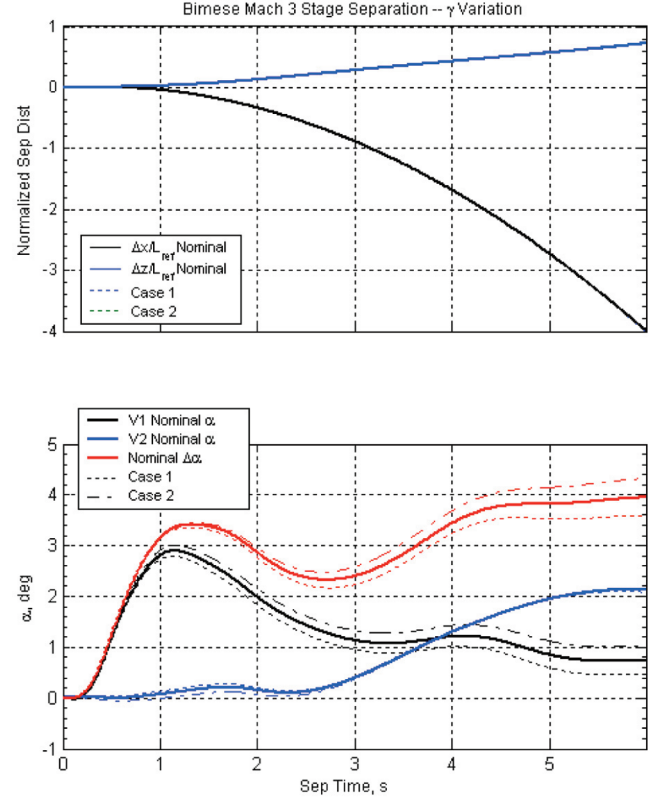 Bimese Mach 3 Stage Separation -- γ Variation
1
0
-1
-2
-3
-4
Normalized Sep Dist
Δx/Lref Nominal
Δz/Lref Nominal
Case 1
Case 2
V1 Nominal α
V2 Nominal α
Nominal Δα
Case 1
Case 2
5
4
3
2
1
0
-1
α, deg
0 1 2 3 4 5
Sep Time, s